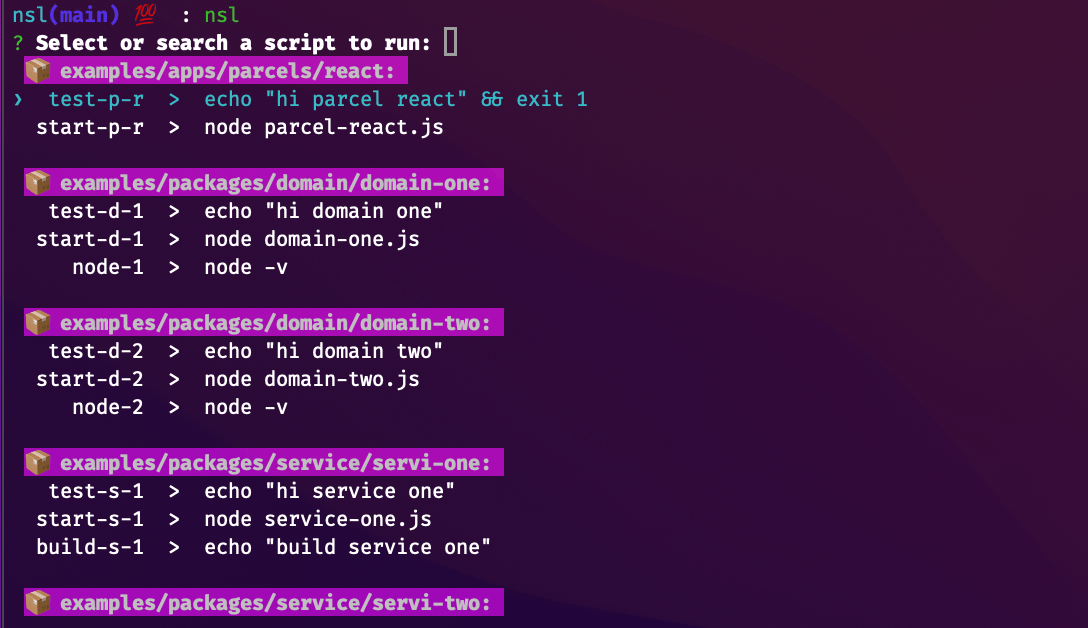 nsl(main) 💯 : nsl
? Select or search a script to run:
📦 examples/apps/parcels/react:
❯ test-p-r > echo "hi parcel react" && exit 1
start-p-r > node parcel-react.js
📦 examples/packages/domain/domain-one:
test-d-1 > echo "hi domain one"
start-d-1 > node domain-one.js
node-1 > node -v
📦 examples/packages/domain/domain-two:
test-d-2 > echo "hi domain two"
start-d-2 > node domain-two.js
node-2 > node -v
📦 examples/packages/service/servi-one:
test-s-1 > echo "hi service one"
start-s-1 > node service-one.js
build-s-1 > echo "build service one"
📦 examples/packages/service/servi-two: